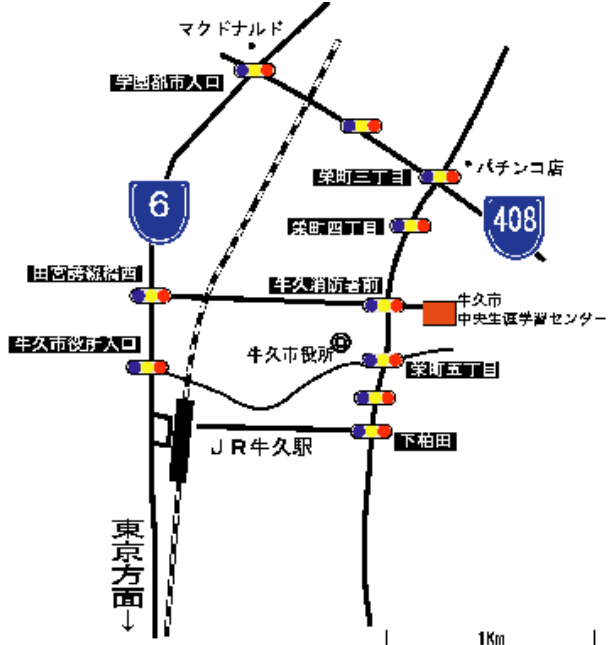 マクドナルド
学園都市入口
栄町三丁目
パチンコ店
6
408
栄町四丁目
田宮跨線橋西
牛久消防署前
牛久市
中央生涯学習センター
牛久市役所入口
牛久市役所
栄町五丁目
JR牛久駅
下柏田
東京方面↓
1Km